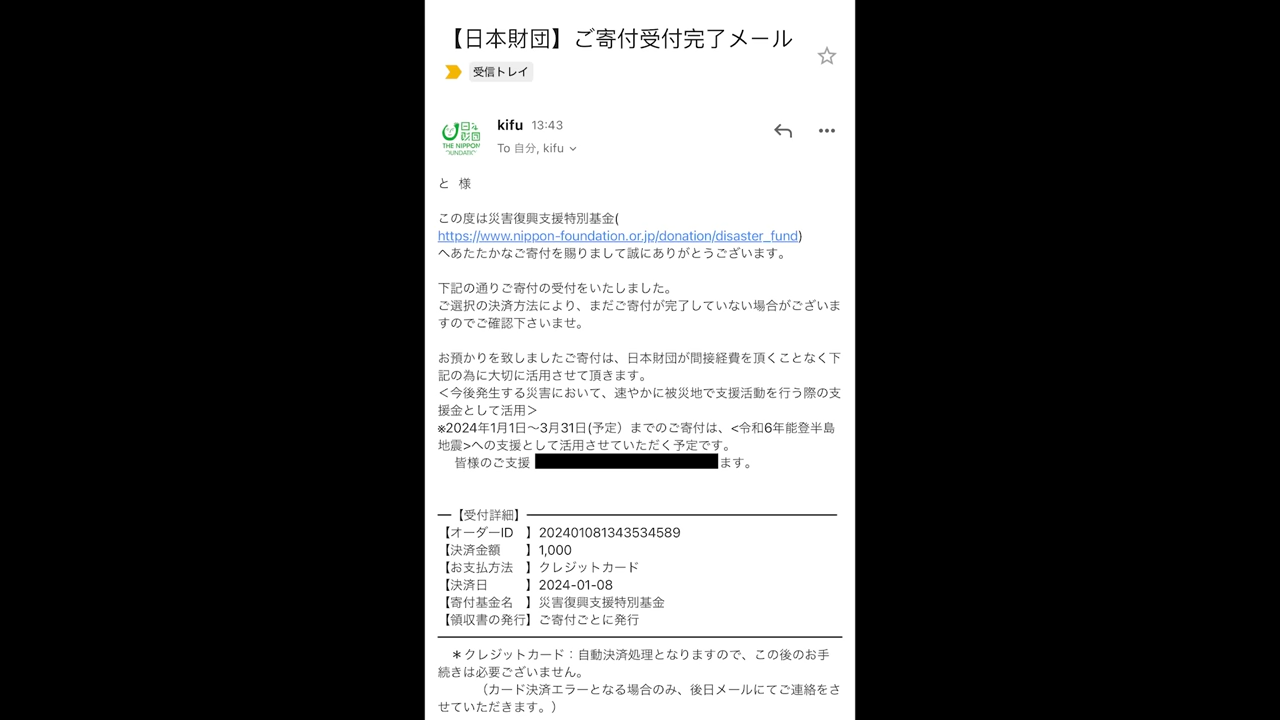 【日本財団】ご寄付受付完了メール
受信トレイ
kifu 13:43
To 自分, kifu
日本財団
THE NIPPON
と 様
この度は災害復興支援特別基金(
https://www.nippon-foundation.or.jp/donation/disaster_fund)
へあたたかなご寄付を賜りまして誠にありがとうございます。
下記の通りご寄付の受付をいたしました。
ご選択の決済方法により、まだご寄付が完了していない場合がございま
すのでご確認下さいませ。
お預かりを致しましたご寄付は、日本財団が間接経費を頂くことなく下
記の為に大切に活用させて頂きます。
＜今後発生する災害において、速やかに被災地で支援活動を行う際の支
援金として活用＞
※2024年1月1日〜3月31日(予定）までのご寄付は、<令和6年能登半島
地震>への支援として活用させていただく予定です。
皆様のご支援 ます。
【受付詳細】
【オーダーID　】202401081343534589
【決済金額　　】1,000
【お支払方法　】クレジットカード
【決済日　　　】2024-01-08
【寄付基金名　】災害復興支援特別基金
【領収書の発行】ご寄付ごとに発行
＊クレジットカード：自動決済処理となりますので、この後のお手
続きは必要ございません。
（カード決済エラーとなる場合のみ、後日メールにてご連絡をさ
せていただきます。）